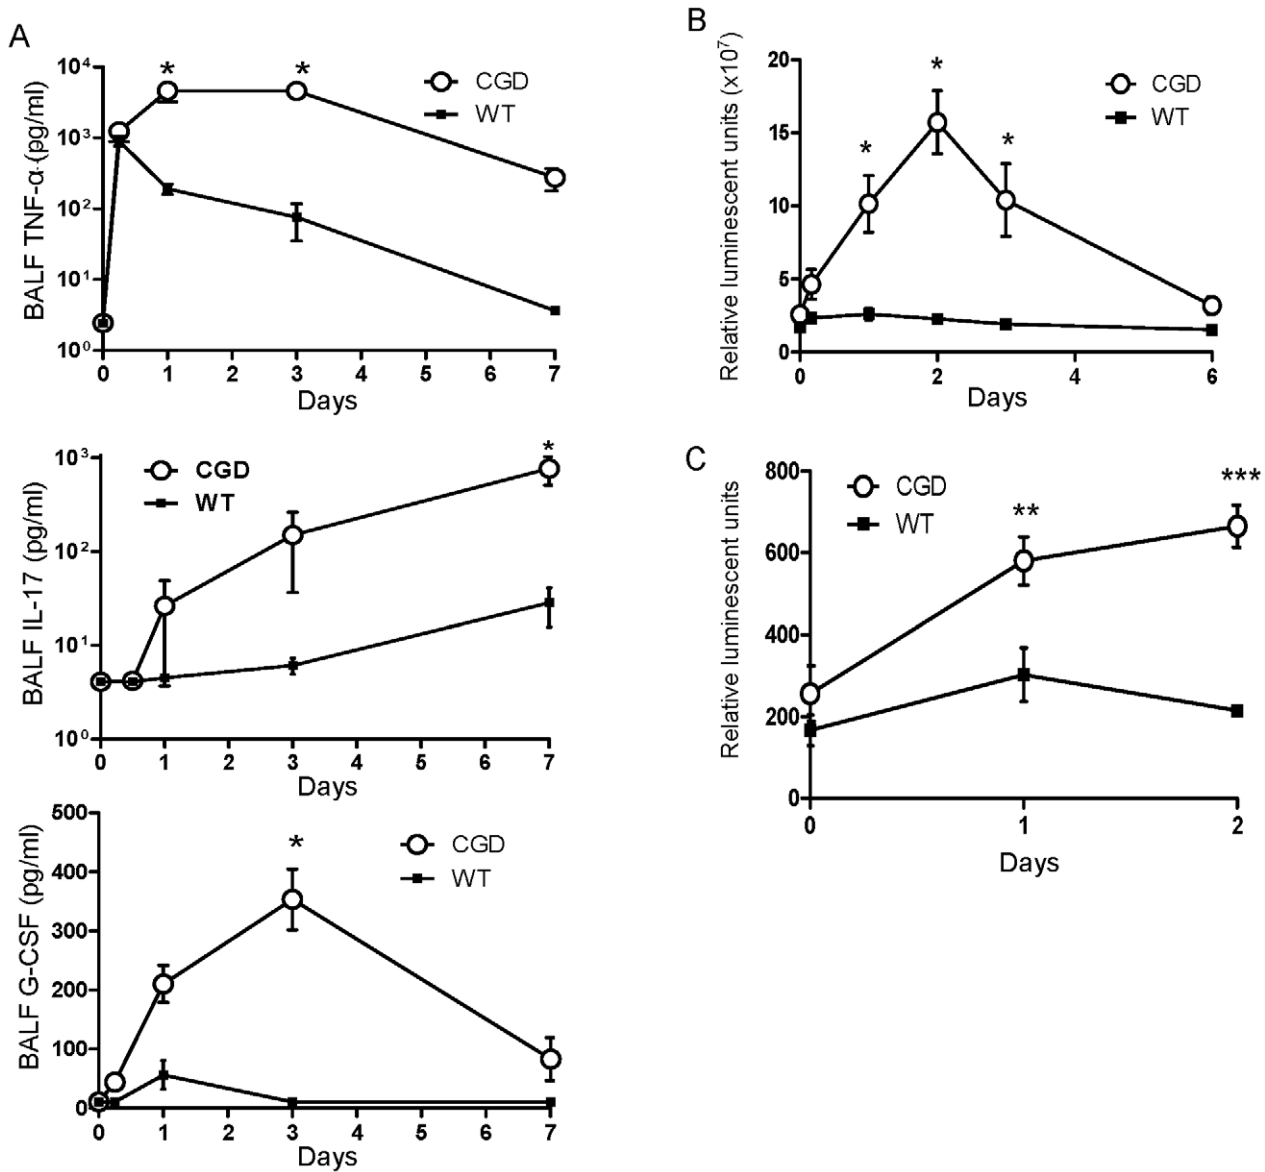 A
BALF TNF-α (pg/ml)
10⁴
10³
10²
10¹
10⁰
* *
CGD
WT
0 1 2 3 4 5 6 7
Days
BALF IL-17 (pg/ml)
10³
10²
10¹
10⁰
*
CGD
WT
0 1 2 3 4 5 6 7
Days
BALF G-CSF (pg/ml)
500
400
300
200
100
0
*
CGD
WT
0 1 2 3 4 5 6 7
Days
B
Relative luminescent units (x10⁷)
20
15
10
5
0
* * *
CGD
WT
0 2 4 6
Days
C
Relative luminescent units
800
600
400
200
0
** ***
CGD
WT
0 1 2
Days